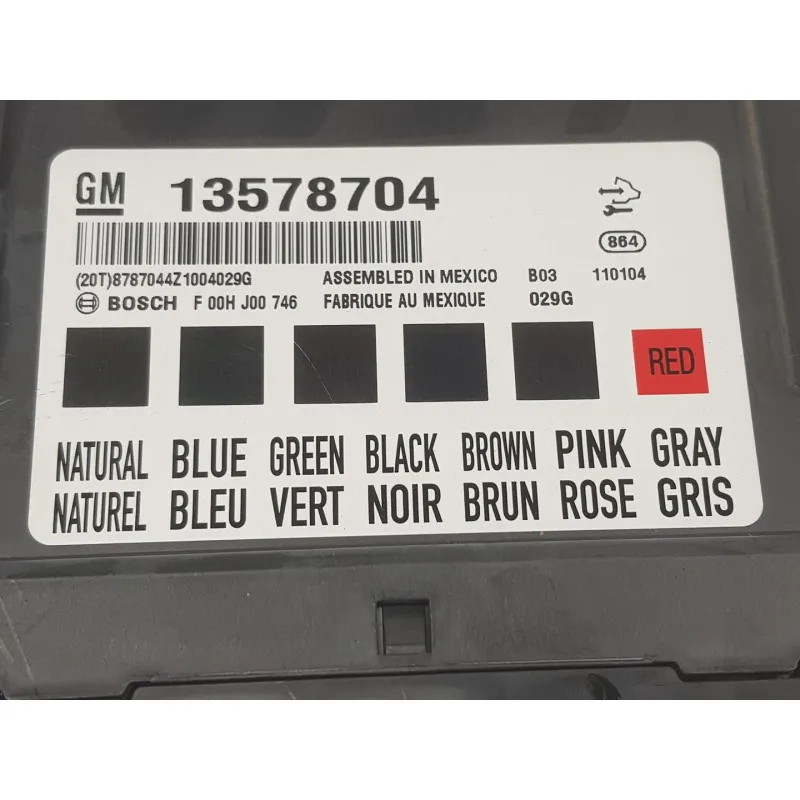 GM 13578704
864
(20T)8787044Z1004029G ASSEMBLED IN MEXICO B03 110104
BOSCH F 00H J00 746 FABRIQUE AU MEXIQUE 029G
RED
NATURAL BLUE GREEN BLACK BROWN PINK GRAY
NATUREL BLEU VERT NOIR BRUN ROSE GRIS